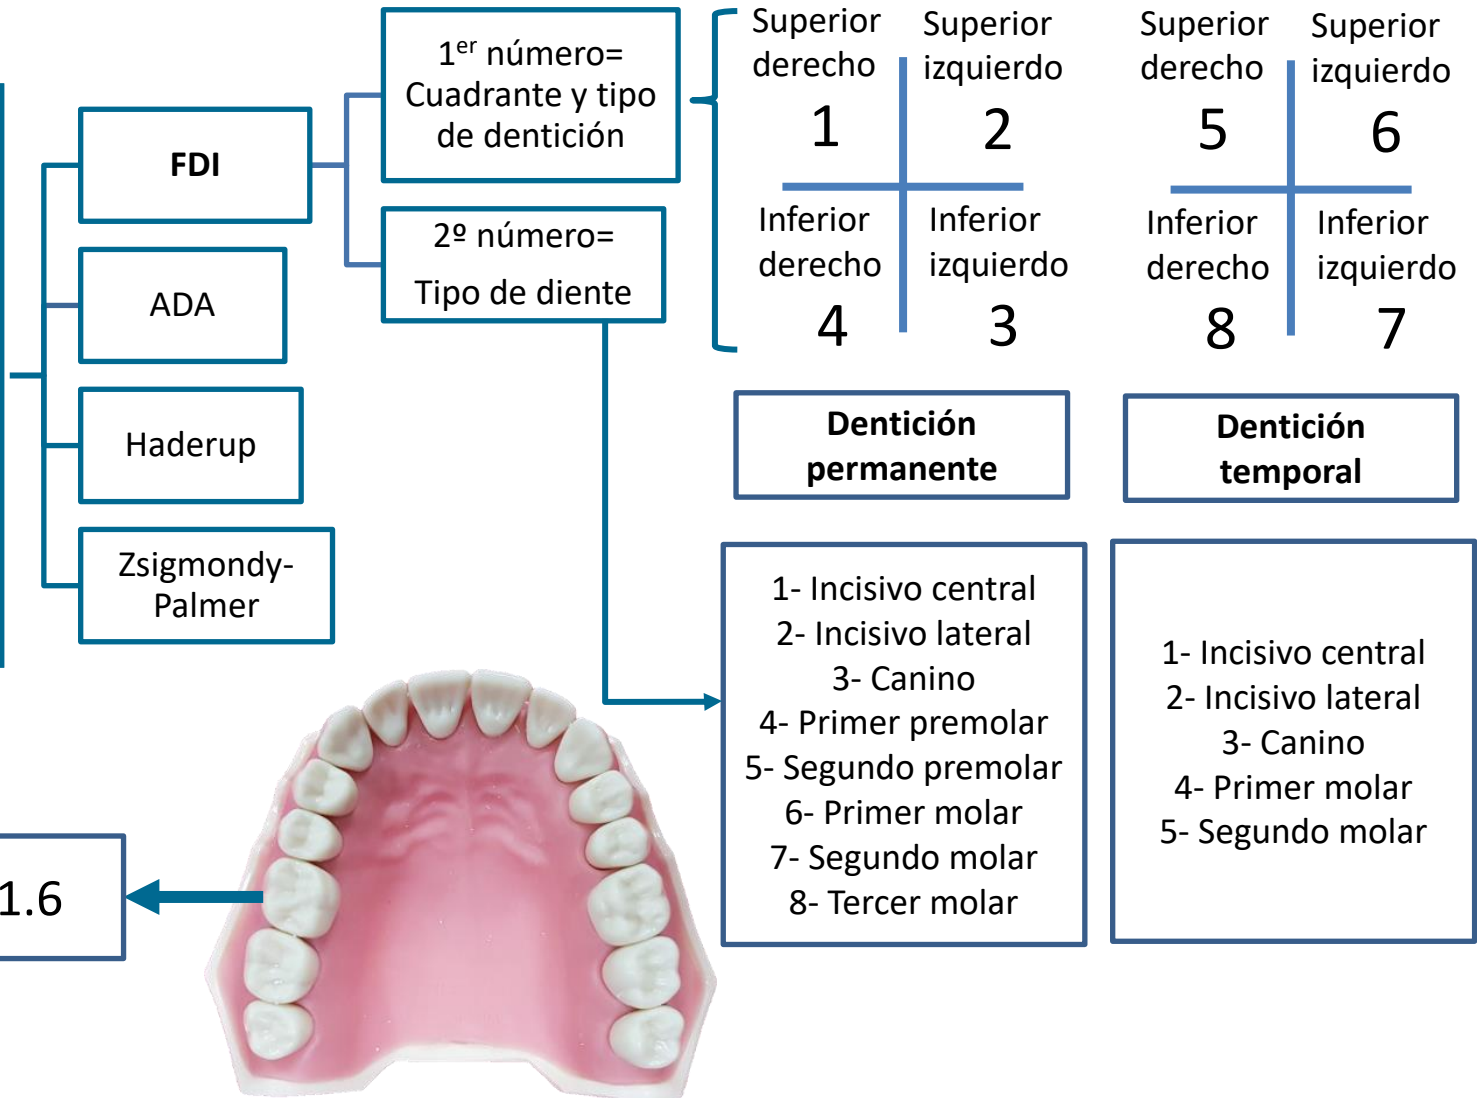 FDI
ADA
Haderup
Zsigmondy-
Palmer
1er número=
Cuadrante y tipo
de dentición
2º número=
Tipo de diente
Superior
derecho
1
Superior
izquierdo
2
Inferior
derecho
4
Inferior
izquierdo
3
Superior
derecho
5
Superior
izquierdo
6
Inferior
derecho
8
Inferior
izquierdo
7
Dentición
permanente
Dentición
temporal
1- Incisivo central
2- Incisivo lateral
3- Canino
4- Primer premolar
5- Segundo premolar
6- Primer molar
7- Segundo molar
8- Tercer molar
1- Incisivo central
2- Incisivo lateral
3- Canino
4- Primer molar
5- Segundo molar
1.6